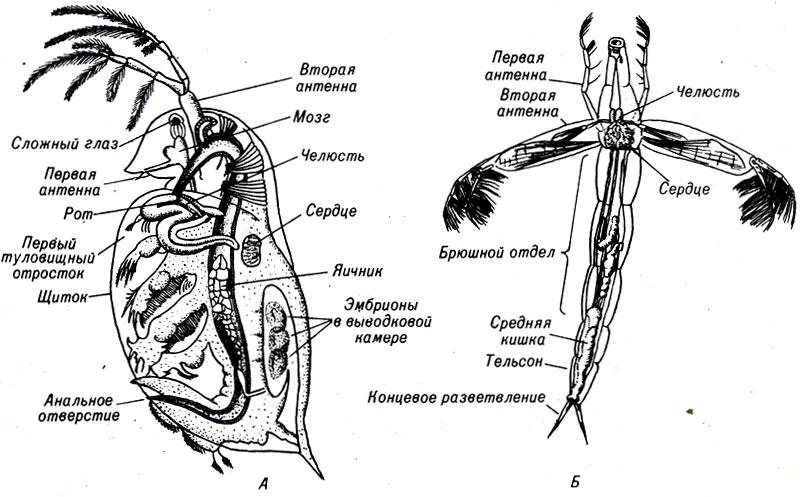 Вторая
антенна
Мозг
Сложный глаз
Челюсть
Первая
антенна
Рот
Сердце
Первый
туловищный
отросток
Щиток
Яичник
Эмбрионы
в выводковой
камере
Анальное
отверстие
А
Первая
антенна
Вторая
антенна
Челюсть
Сердце
Брюшной отдел
Средняя
кишка
Тельсон
Концевое разветвление
Б